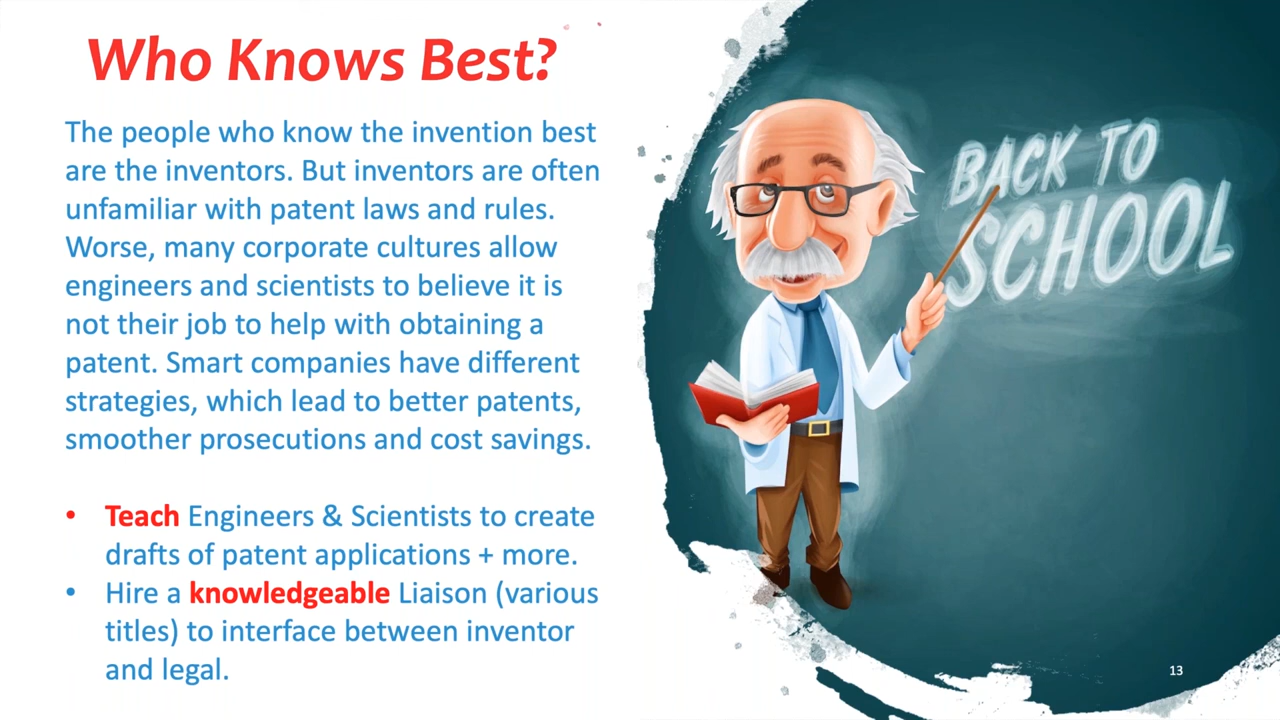 Who Knows Best?
The people who know the invention best
are the inventors. But inventors are often
unfamiliar with patent laws and rules.
Worse, many corporate cultures allow
engineers and scientists to believe it is
not their job to help with obtaining a
patent. Smart companies have different
strategies, which lead to better patents,
smoother prosecutions and cost savings.
• Teach Engineers & Scientists to create
drafts of patent applications + more.
• Hire a knowledgeable Liaison (various
titles) to interface between inventor
and legal.
BACK TO
SCHOOL
13